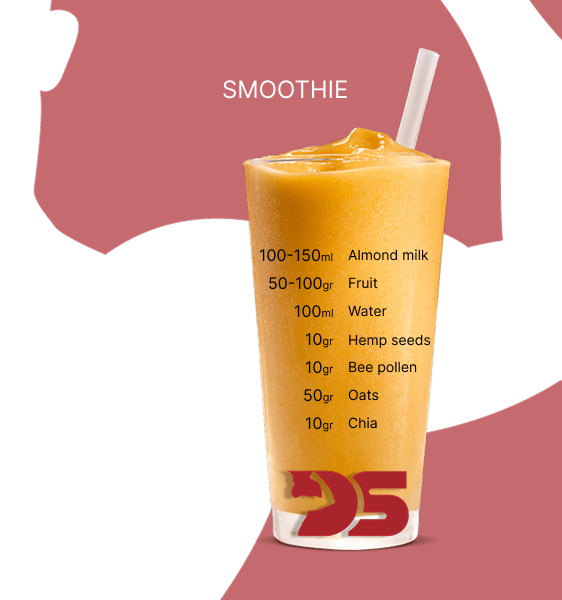 SMOOTHIE
100-150ml Almond milk
50-100gr Fruit
100ml Water
10gr Hemp seeds
10gr Bee pollen
50gr Oats
10gr Chia
DS